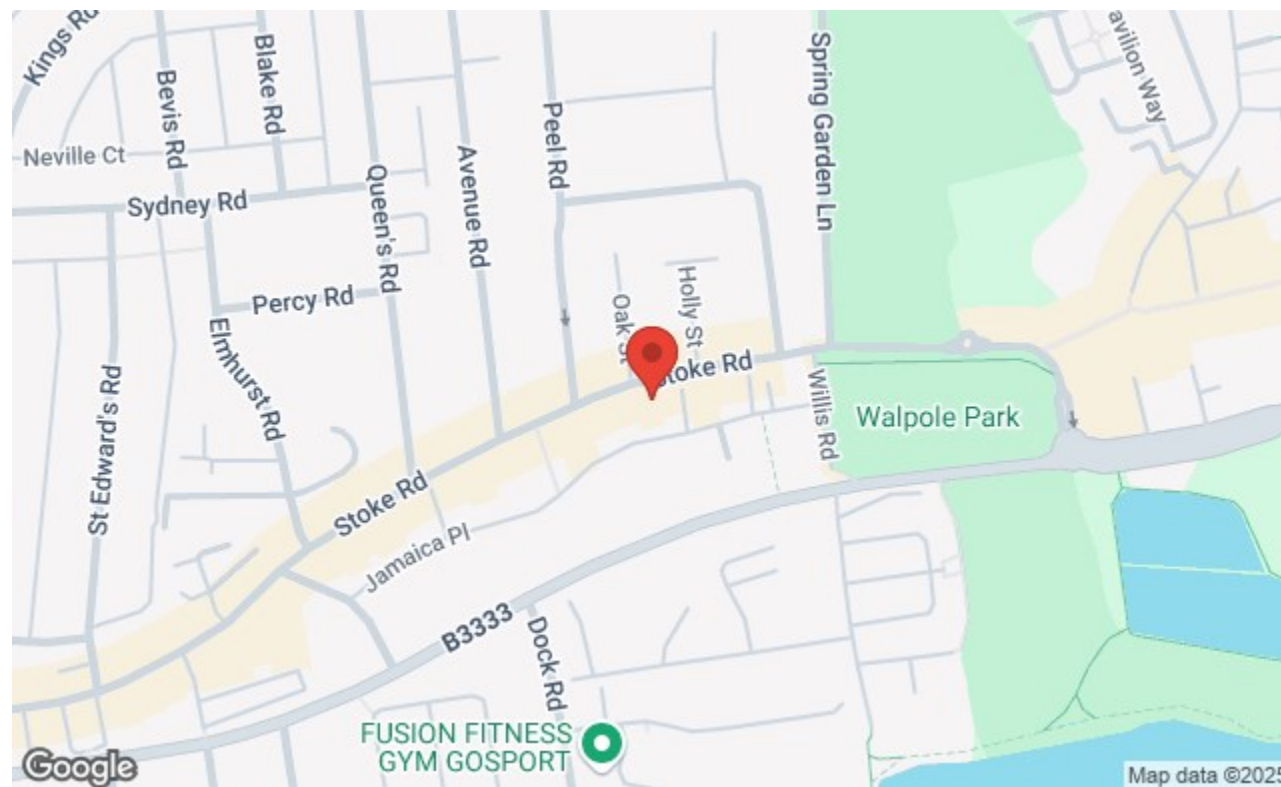 Kings Rd
Bevis Rd
Blake Rd
Neville Ct
Sydney Rd
Queen's Rd
Avenue Rd
Peel Rd
Spring Garden Ln
avilion Way
Percy Rd
Elmhurst Rd
St Edward's Rd
Oak St
Holly St
Stoke Rd
Willis Rd
Walpole Park
Stoke Rd
Jamaica Pl
B3333
Dock Rd
FUSION FITNESS
GYM GOSPORT
Google
Map data ©2025